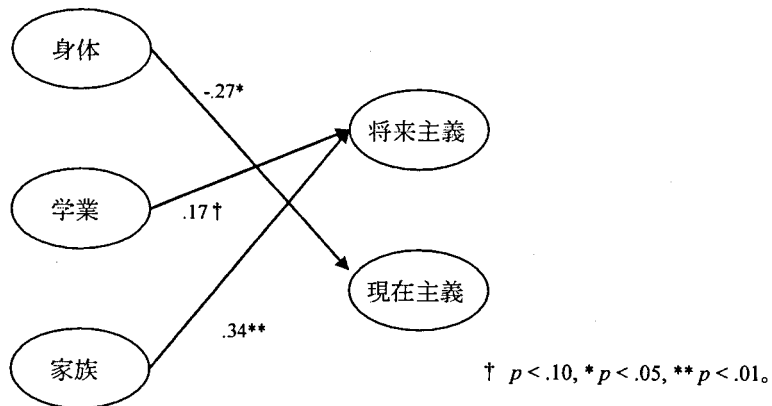 身体
-.27*
将来主義
学業
.17†
現在主義
.34**
家族
† p < .10, * p < .05, ** p < .01。